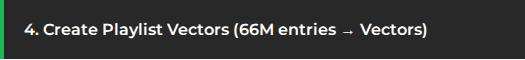 4. Create Playlist Vectors (66M entries → Vectors)